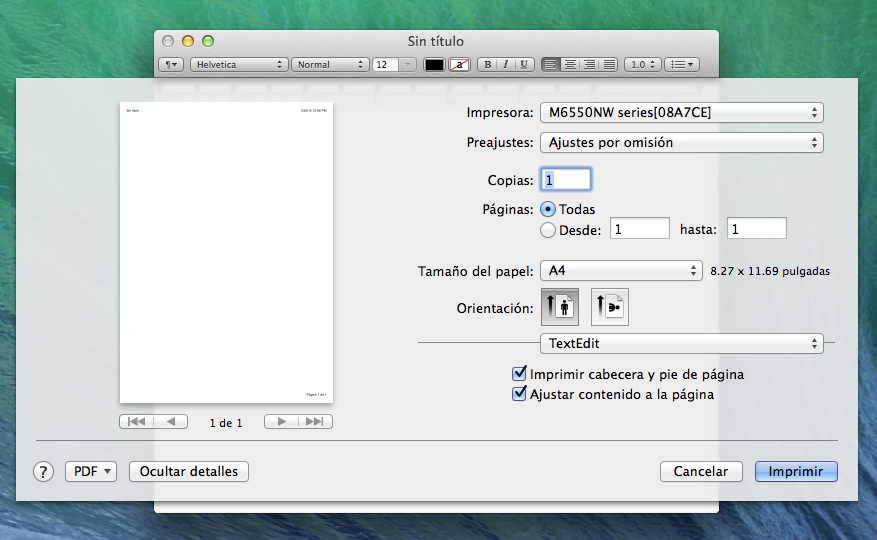 Sin título
Helvetica Normal 12 a B I U 1.0
Sin título
Impresora: M6550NW series[08A7CE]
Preajustes: Ajustes por omisión
Copias: 1
Páginas: Todas
Desde: 1 hasta: 1
Tamaño del papel: A4 8.27 x 11.69 pulgadas
Orientación:
TextEdit
Imprimir cabecera y pie de página
Ajustar contenido a la página
Página 1 de 1
1 de 1
? PDF Ocultar detalles Cancelar Imprimir